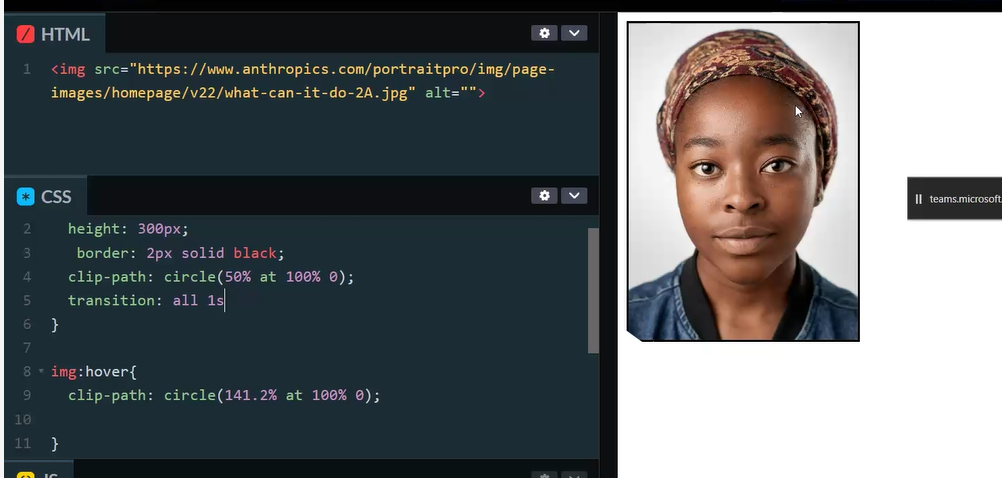 HTML
1 <img src="https://www.anthropics.com/portraitpro/img/page-
images/homepage/v22/what-can-it-do-2A.jpg" alt="">
CSS
2 height: 300px;
3 border: 2px solid black;
4 clip-path: circle(50% at 100% 0);
5 transition: all 1s
6 }
7
8 img:hover{
9 clip-path: circle(141.2% at 100% 0);
10
11 }
JS
teams.microsoft.